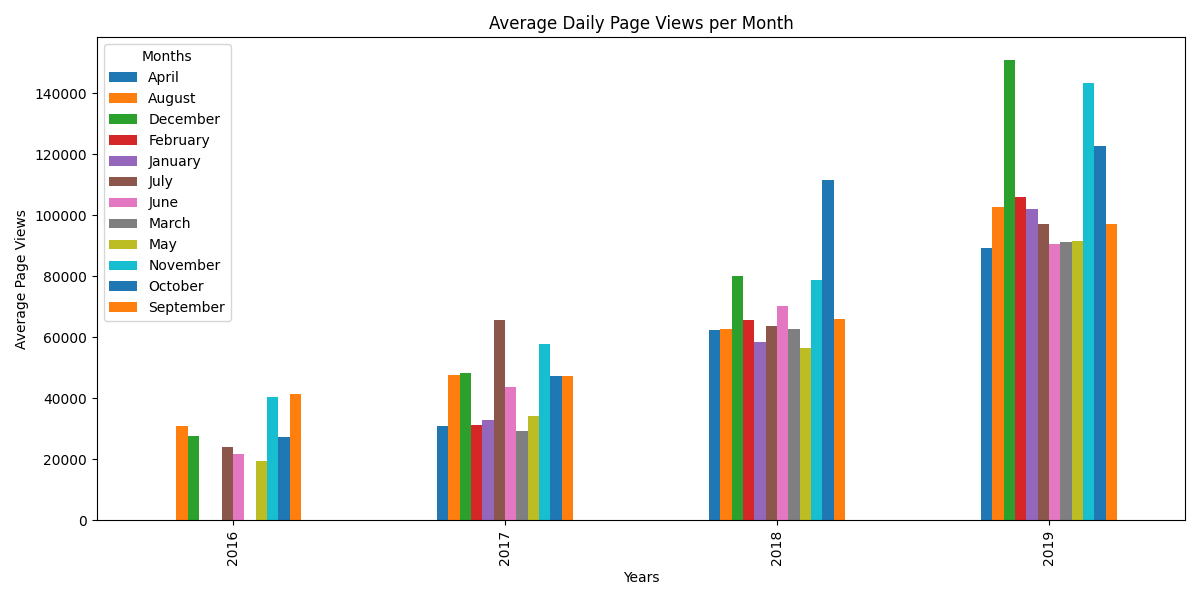 Average Daily Page Views per Month
Months
April
August
December
February
January
July
June
March
May
November
October
September
Average Page Views
140000
120000
100000
80000
60000
40000
20000
0
2016
2017
2018
2019
Years